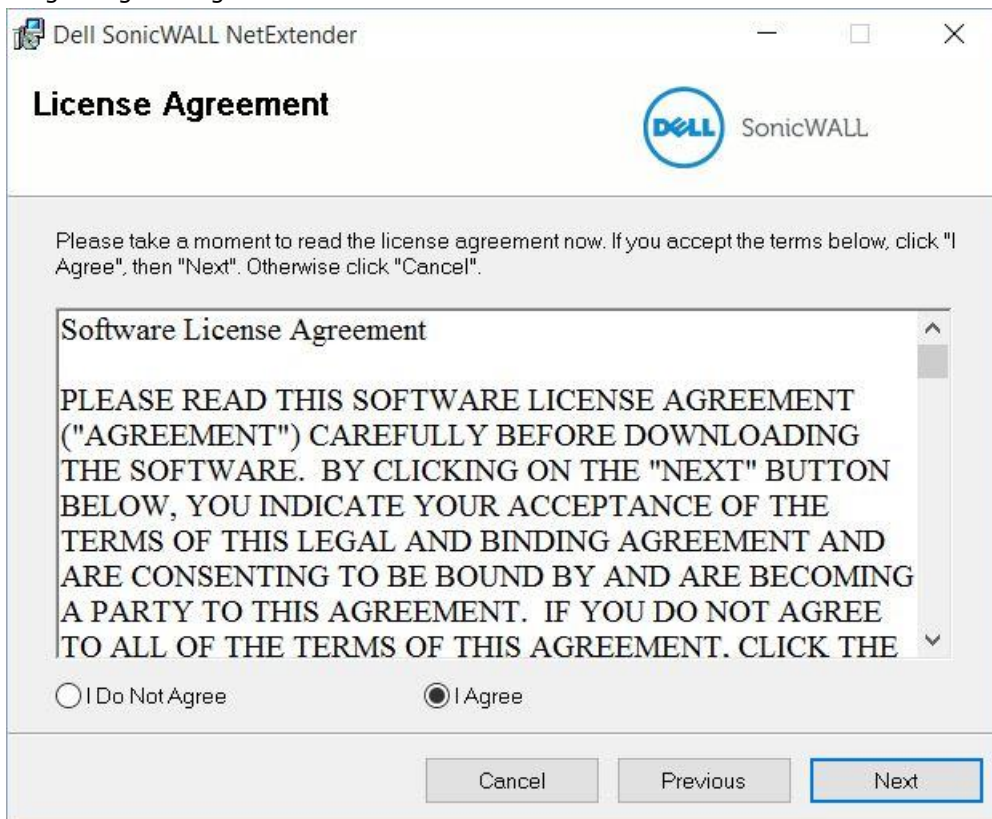 Dell SonicWALL NetExtender
License Agreement
DELL SonicWALL
Please take a moment to read the license agreement now. If you accept the terms below, click "I
Agree", then "Next". Otherwise click "Cancel".
Software License Agreement
PLEASE READ THIS SOFTWARE LICENSE AGREEMENT
("AGREEMENT") CAREFULLY BEFORE DOWNLOADING
THE SOFTWARE.  BY CLICKING ON THE "NEXT" BUTTON
BELOW, YOU INDICATE YOUR ACCEPTANCE OF THE
TERMS OF THIS LEGAL AND BINDING AGREEMENT AND
ARE CONSENTING TO BE BOUND BY AND ARE BECOMING
A PARTY TO THIS AGREEMENT.  IF YOU DO NOT AGREE
TO ALL OF THE TERMS OF THIS AGREEMENT, CLICK THE
I Do Not Agree I Agree
Cancel Previous Next